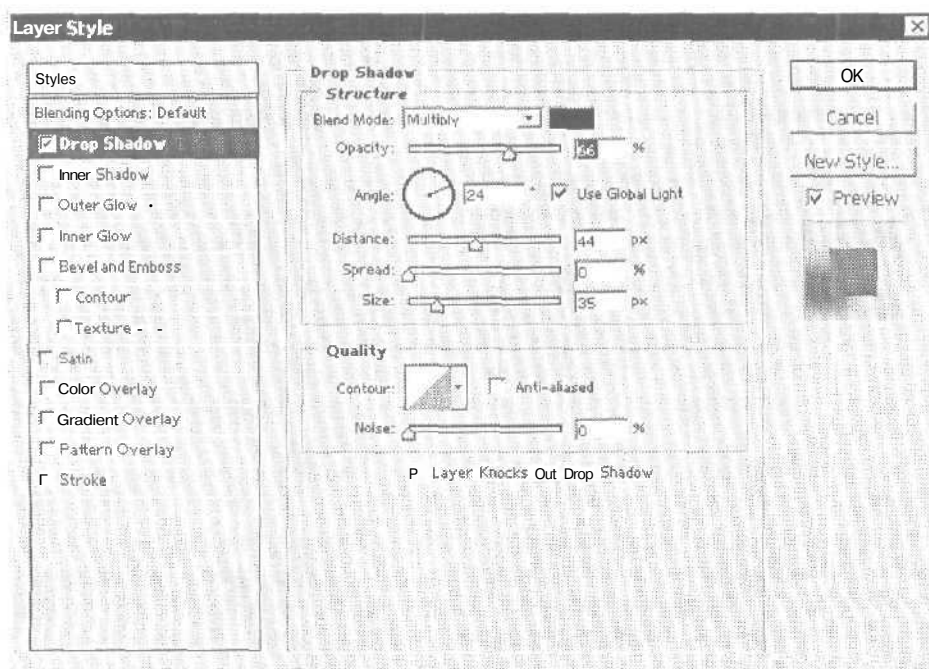 Layer Style
Styles
Blending Options: Default
Drop Shadow
Inner Shadow
Outer Glow
Inner Glow
Bevel and Emboss
Contour
Texture
Satin
Color Overlay
Gradient Overlay
Pattern Overlay
Stroke
Drop Shadow
Structure
Blend Mode: Multiply
Opacity: 66 %
Angle: 24 ° Use Global Light
Distance: 44 px
Spread: 0 %
Size: 35 px
Quality
Contour: Anti-aliased
Noise: 0 %
P Layer Knocks Out Drop Shadow
OK
Cancel
New Style...
Preview